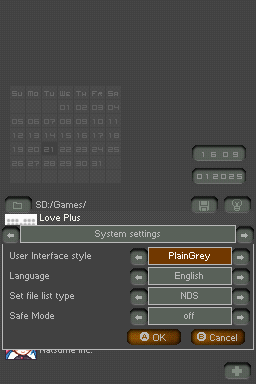 Su Mo Tu We Th Fr Sa
01 02 03 04
05 06 07 08 09 10 11
12 13 14 15 16 17 18
19 20 21 22 23 24 25
26 27 28 29 30 31
16 09
012025
SD:/Games/
Love Plus
System settings
User Interface style PlainGrey
Language English
Set file list type NDS
Safe Mode off
A OK B Cancel
Natsume Inc.